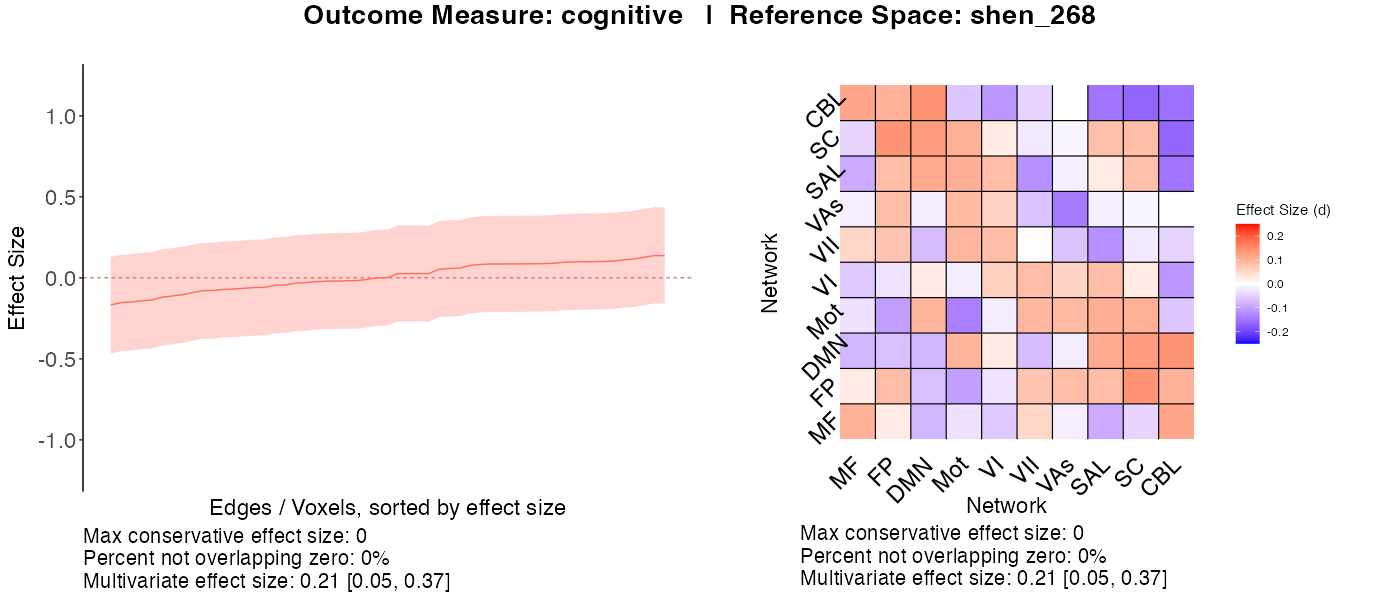 Outcome Measure: cognitive | Reference Space: shen_268
Effect Size
1.0
0.5
0.0
-0.5
-1.0
Edges / Voxels, sorted by effect size
Max conservative effect size: 0
Percent not overlapping zero: 0%
Multivariate effect size: 0.21 [0.05, 0.37]
Network
CBL
SC
SAL
VAs
VII
VI
Mot
DMN
FP
MF
MF
FP
DMN
Mot
VI
VII
VAs
SAL
SC
CBL
Network
Max conservative effect size: 0
Percent not overlapping zero: 0%
Multivariate effect size: 0.21 [0.05, 0.37]
Effect Size (d)
0.2
0.1
0.0
-0.1
-0.2